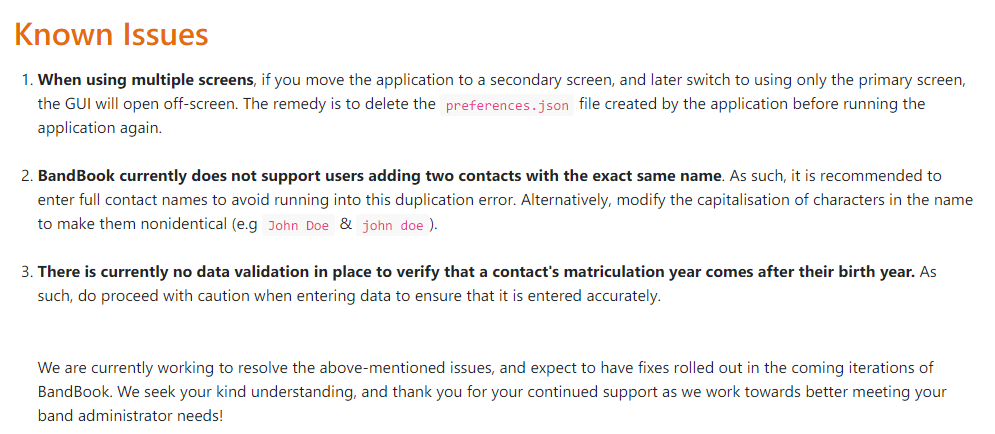 Known Issues
1. When using multiple screens, if you move the application to a secondary screen, and later switch to using only the primary screen,
the GUI will open off-screen. The remedy is to delete the preferences.json file created by the application before running the
application again.
2. BandBook currently does not support users adding two contacts with the exact same name. As such, it is recommended to
enter full contact names to avoid running into this duplication error. Alternatively, modify the capitalisation of characters in the name
to make them nonidentical (e.g John Doe & john doe ).
3. There is currently no data validation in place to verify that a contact's matriculation year comes after their birth year. As
such, do proceed with caution when entering data to ensure that it is entered accurately.
We are currently working to resolve the above-mentioned issues, and expect to have fixes rolled out in the coming iterations of
BandBook. We seek your kind understanding, and thank you for your continued support as we work towards better meeting your
band administrator needs!